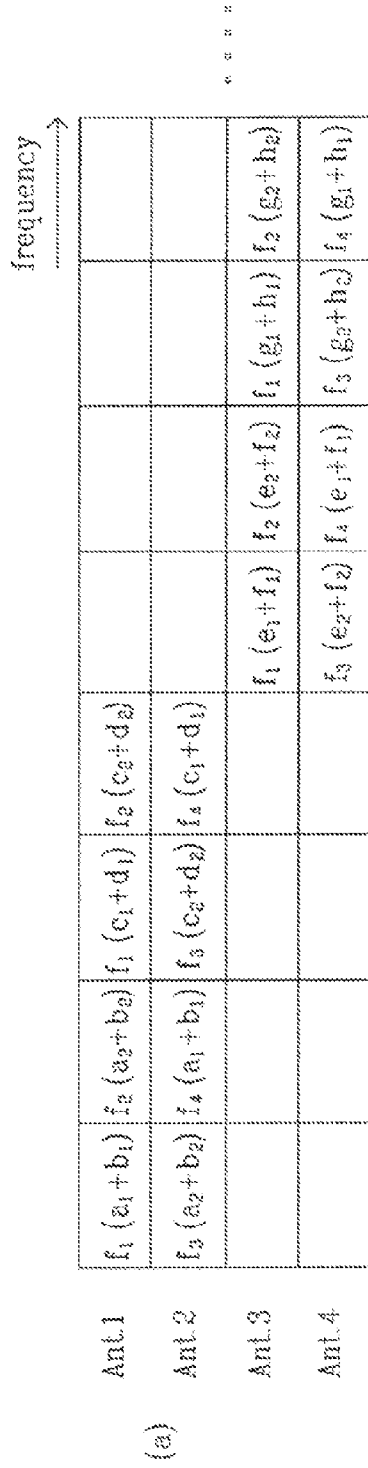 frequency
(a)
Ant.1 f₁ (a₁+b₁) f₂ (a₂+b₂) f₁ (c₁+d₁) f₂ (c₂+d₂)
Ant.2 f₃ (a₂+b₂) f₄ (a₁+b₁) f₃ (c₂+d₂) f₄ (c₁+d₁)
Ant.3 f₁ (e₁+f₁) f₂ (e₂+f₂) f₁ (g₁+h₁) f₂ (g₂+h₂)
Ant.4 f₃ (e₂+f₂) f₄ (e₁+f₁) f₃ (g₂+h₂) f₄ (g₁+h₁)